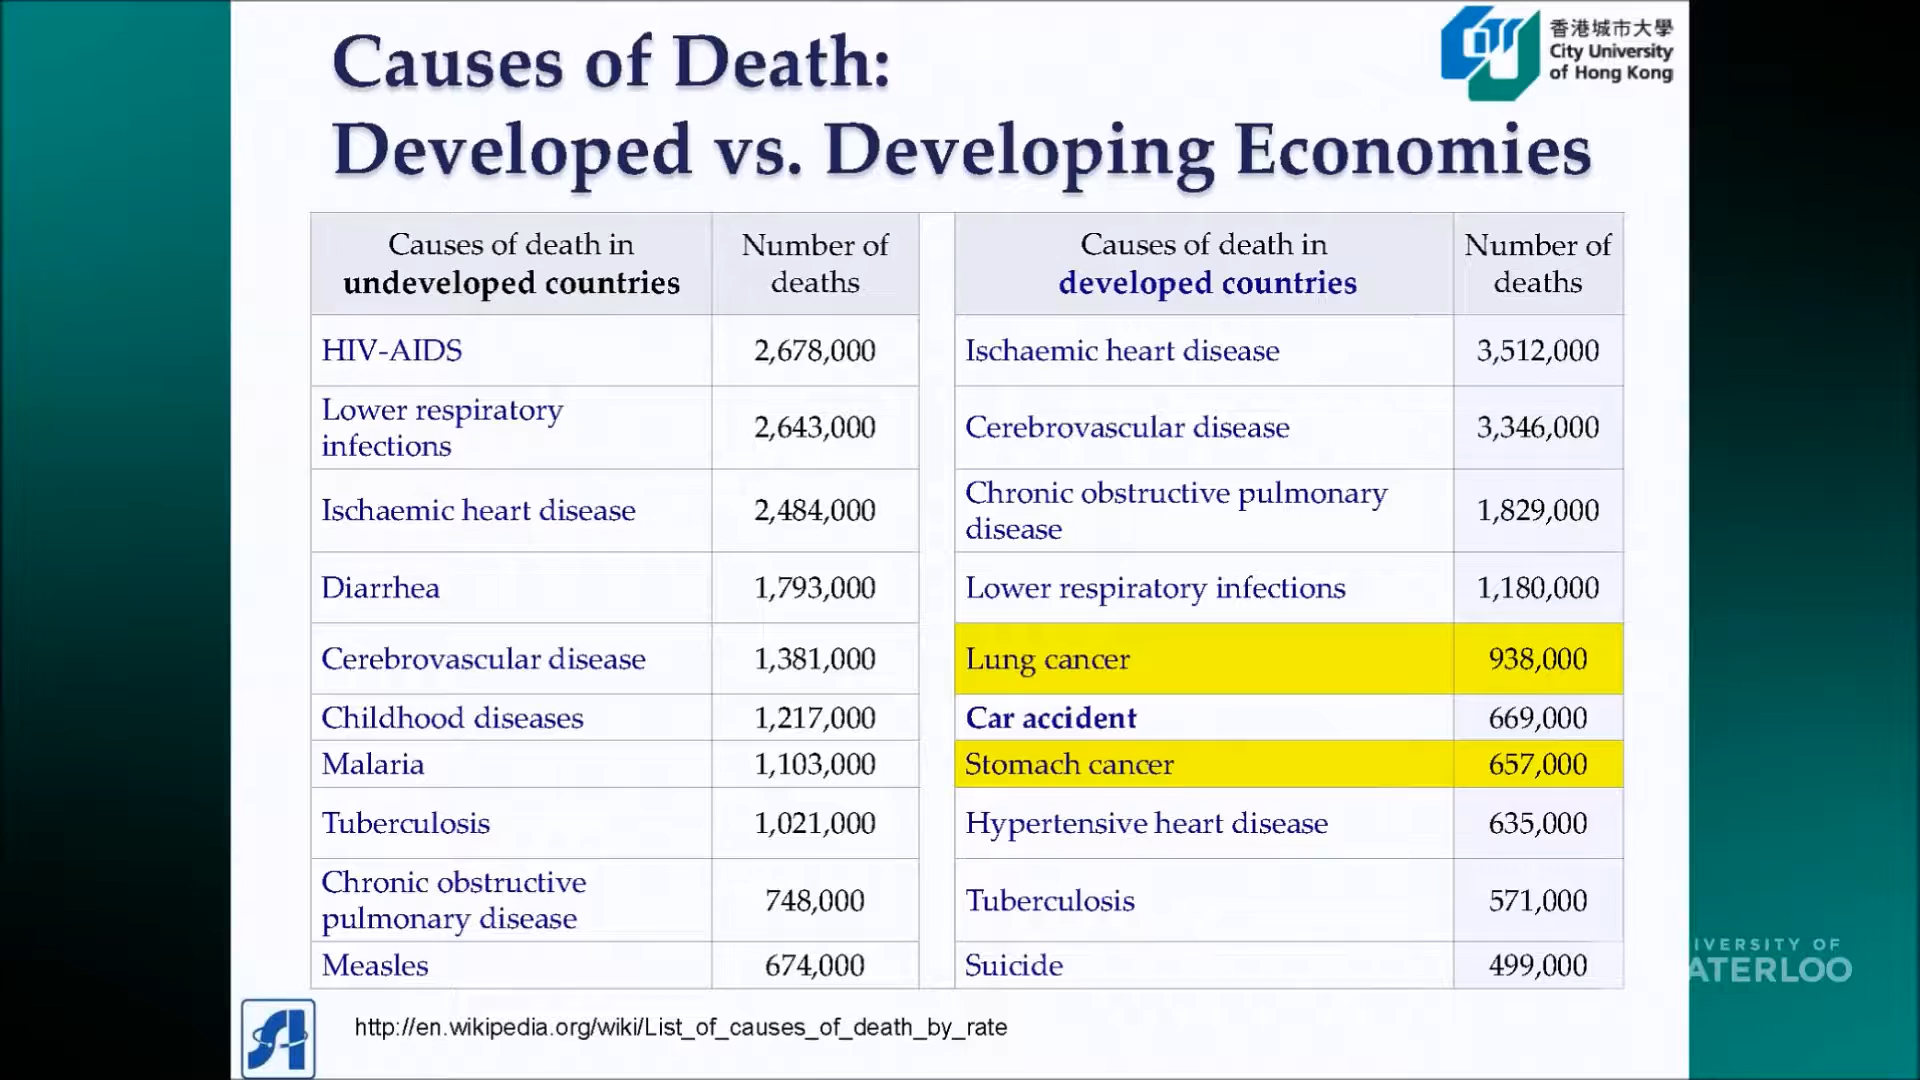 Causes of Death:
Developed vs. Developing Economies
香港城市大學
City University
of Hong Kong
Causes of death in
undeveloped countries
Number of
deaths
Causes of death in
developed countries
Number of
deaths
HIV-AIDS
2,678,000
Ischaemic heart disease
3,512,000
Lower respiratory
infections
2,643,000
Cerebrovascular disease
3,346,000
Ischaemic heart disease
2,484,000
Chronic obstructive pulmonary
disease
1,829,000
Diarrhea
1,793,000
Lower respiratory infections
1,180,000
Cerebrovascular disease
1,381,000
Lung cancer
938,000
Childhood diseases
1,217,000
Car accident
669,000
Malaria
1,103,000
Stomach cancer
657,000
Tuberculosis
1,021,000
Hypertensive heart disease
635,000
Chronic obstructive
pulmonary disease
748,000
Tuberculosis
571,000
Measles
674,000
Suicide
499,000
IVERSITY OF
ATERLOO
http://en.wikipedia.org/wiki/List_of_causes_of_death_by_rate